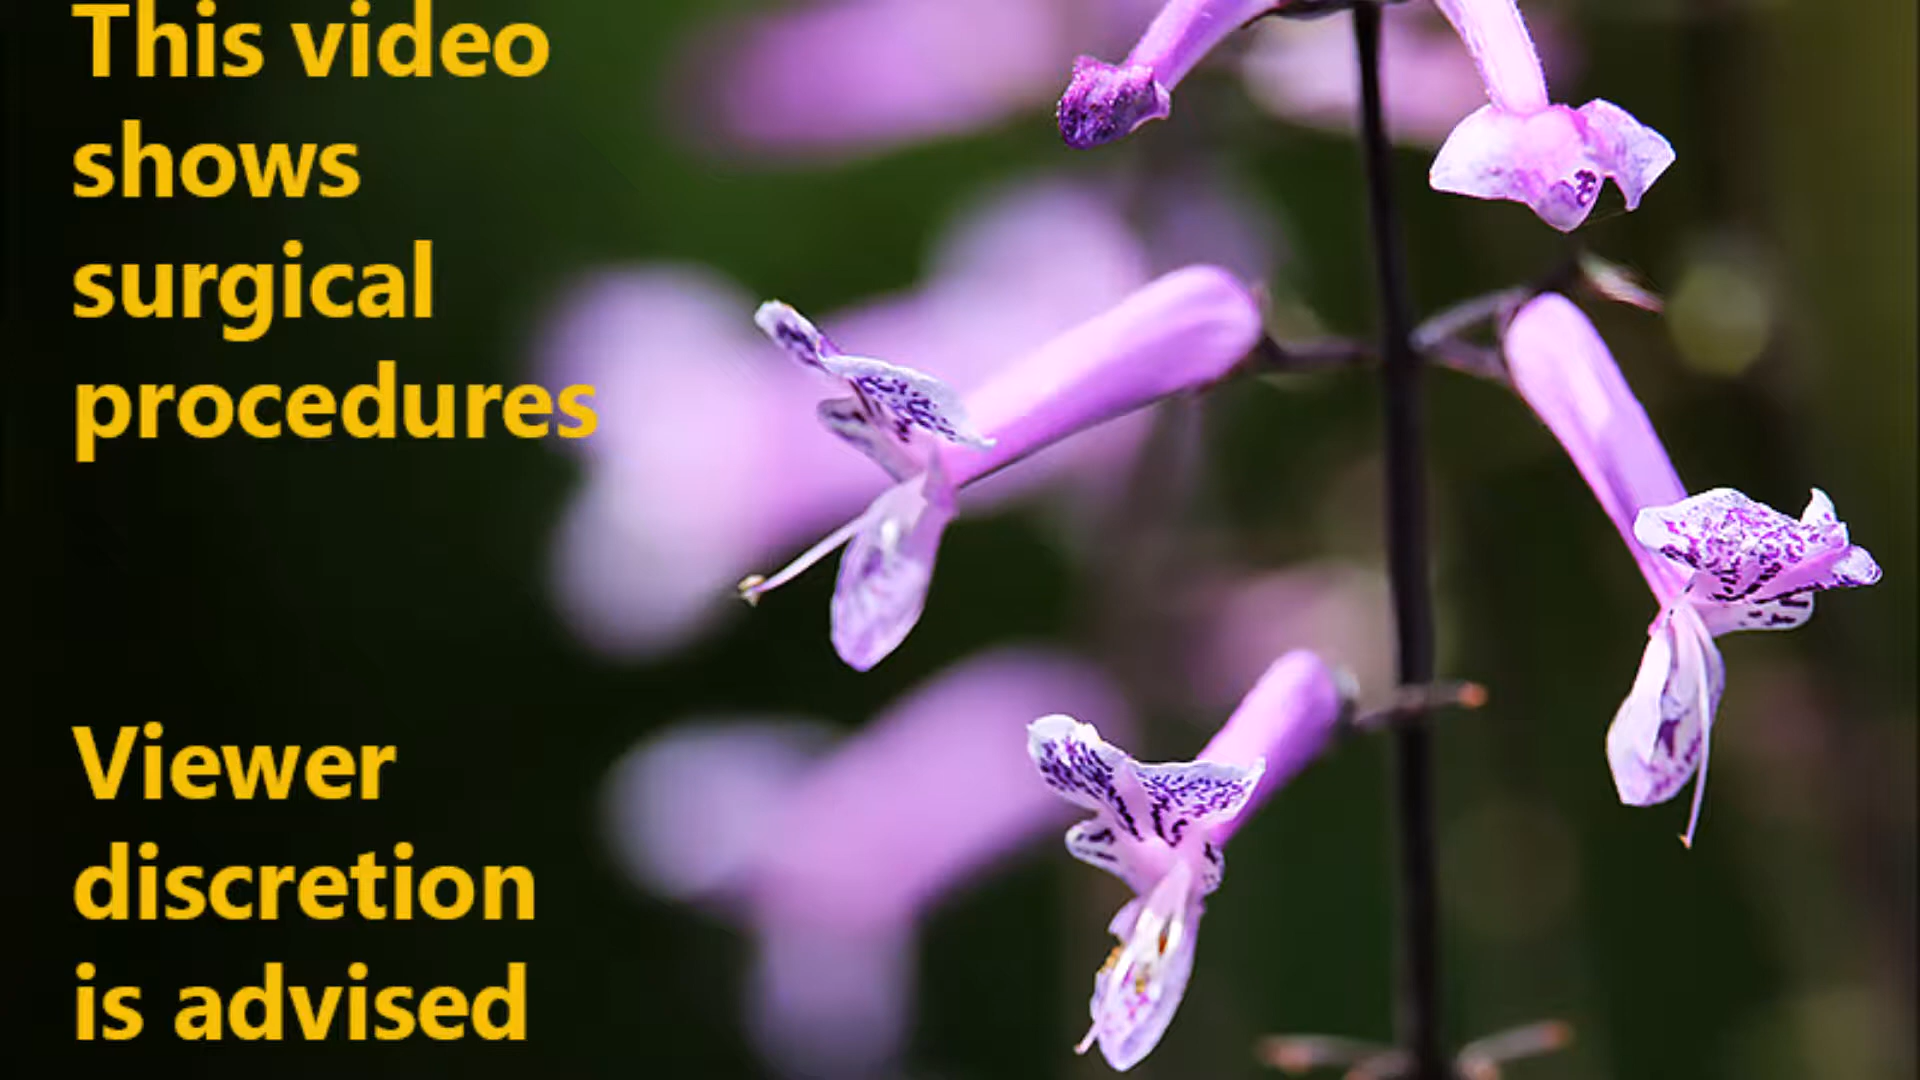 This video
shows
surgical
procedures
Viewer
discretion
is advised